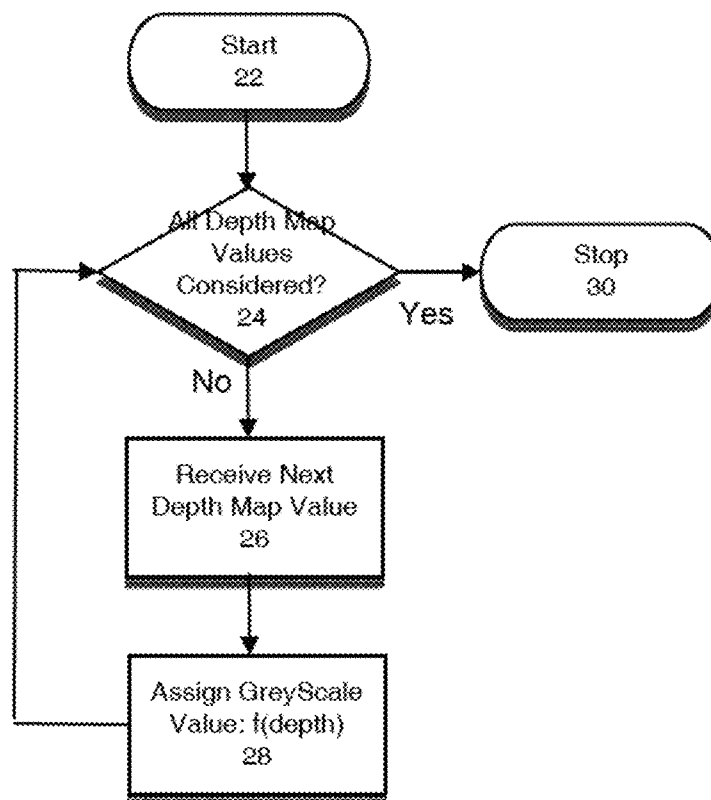 Start
22
All Depth Map
Values
Considered?
24
Stop
30
Yes
No
Receive Next
Depth Map Value
26
Assign GreyScale
Value: f(depth)
28